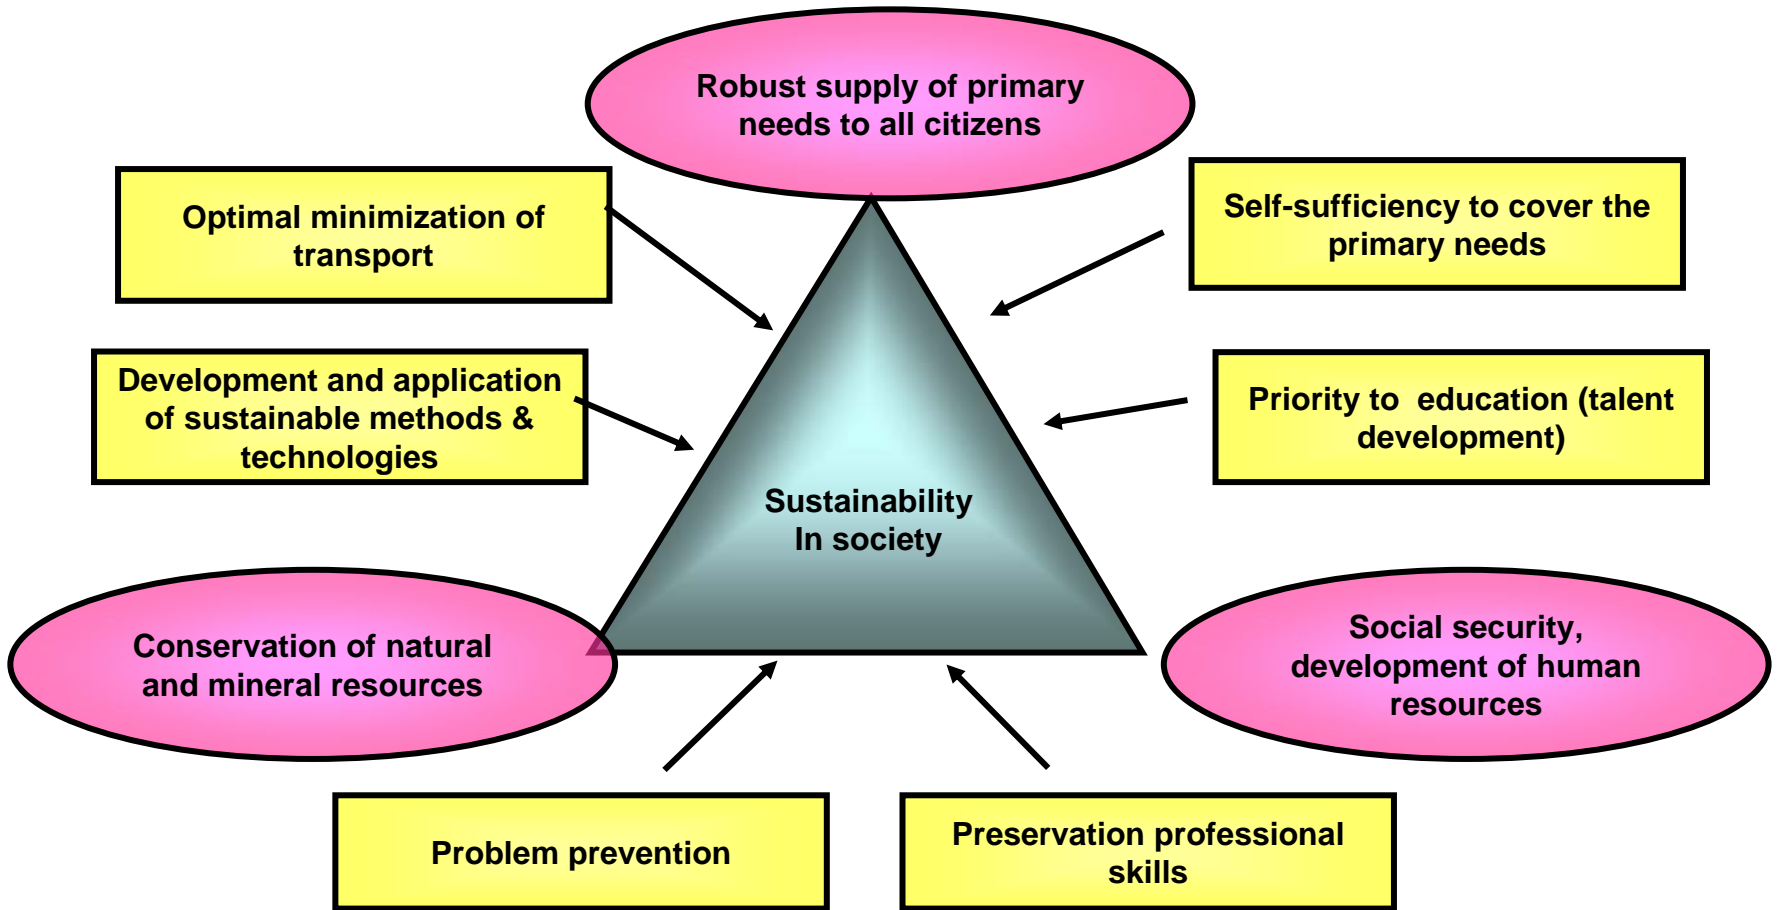 Robust supply of primary
needs to all citizens
Optimal minimization of
transport
Self-sufficiency to cover the
primary needs
Development and application
of sustainable methods &
technologies
Priority to  education (talent
development)
Sustainability
In society
Conservation of natural
and mineral resources
Social security,
development of human
resources
Problem prevention
Preservation professional
skills